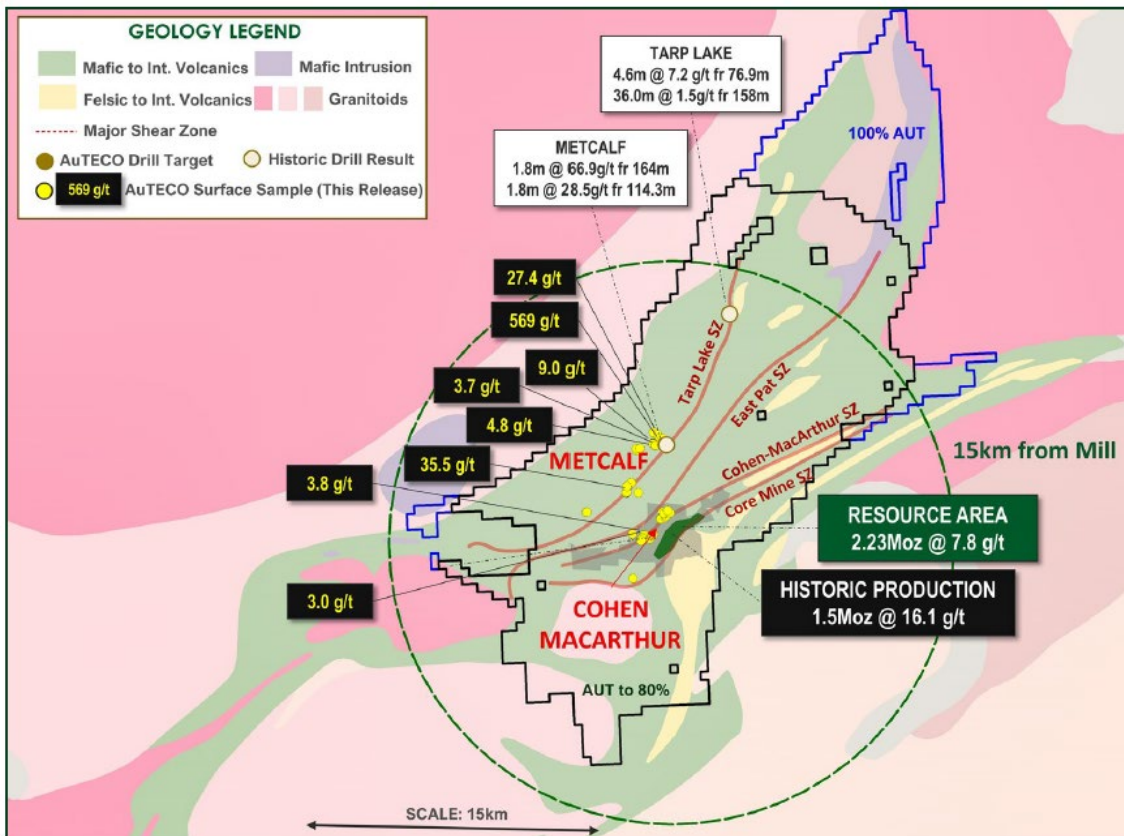 GEOLOGY LEGEND
Mafic to Int. Volcanics
Mafic Intrusion
Felsic to Int. Volcanics
Granitoids
Major Shear Zone
AuTECO Drill Target
Historic Drill Result
569 g/t
AuTECO Surface Sample (This Release)
TARP LAKE
4.6m @ 7.2 g/t fr 76.9m
36.0m @ 1.5g/t fr 158m
METCALF
1.8m @ 66.9g/t fr 164m
1.8m @ 28.5g/t fr 114.3m
100% AUT
27.4 g/t
569 g/t
9.0 g/t
3.7 g/t
4.8 g/t
35.5 g/t
3.8 g/t
3.0 g/t
Tarp Lake SZ
East Pat SZ
Cohen-MacArthur SZ
Core Mine SZ
METCALF
15km from Mill
RESOURCE AREA
2.23Moz @ 7.8 g/t
HISTORIC PRODUCTION
1.5Moz @ 16.1 g/t
COHEN
MACARTHUR
AUT to 80%
SCALE: 15km